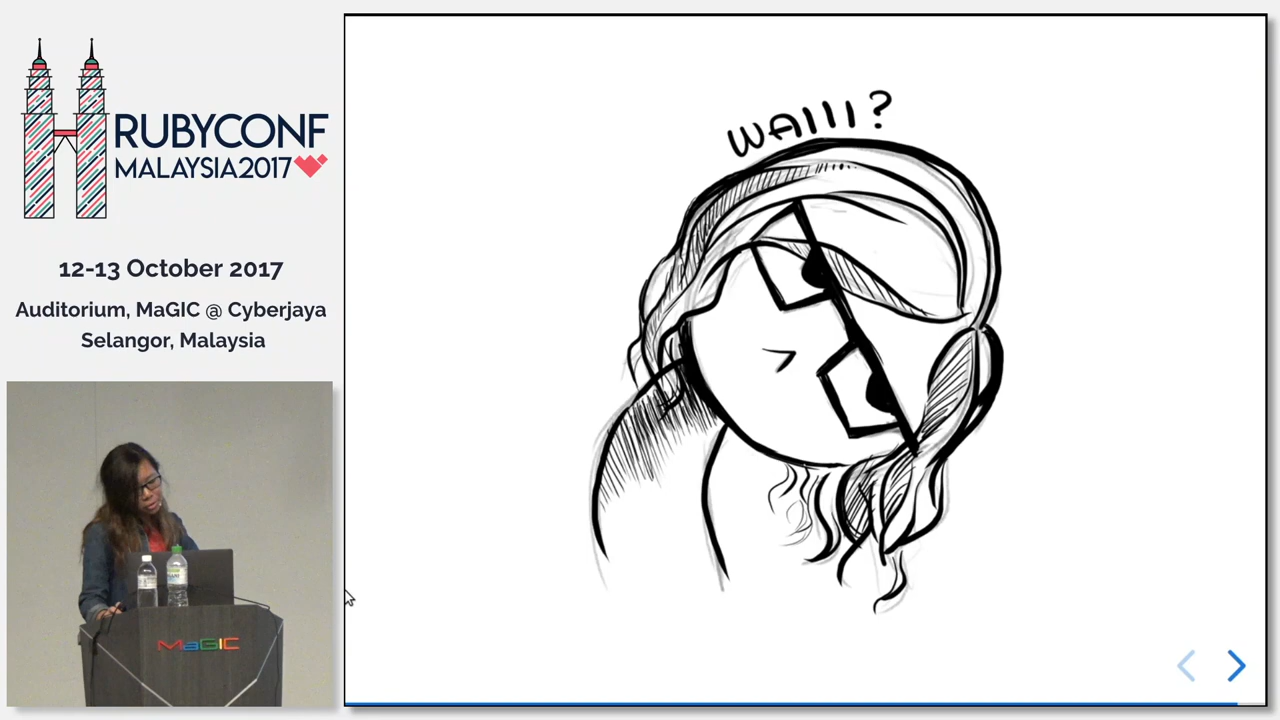 RUBYCONF
MALAYSIA2017
12-13 October 2017
Auditorium, MaGIC @ Cyberjaya
Selangor, Malaysia
WAIII?
MaGIC